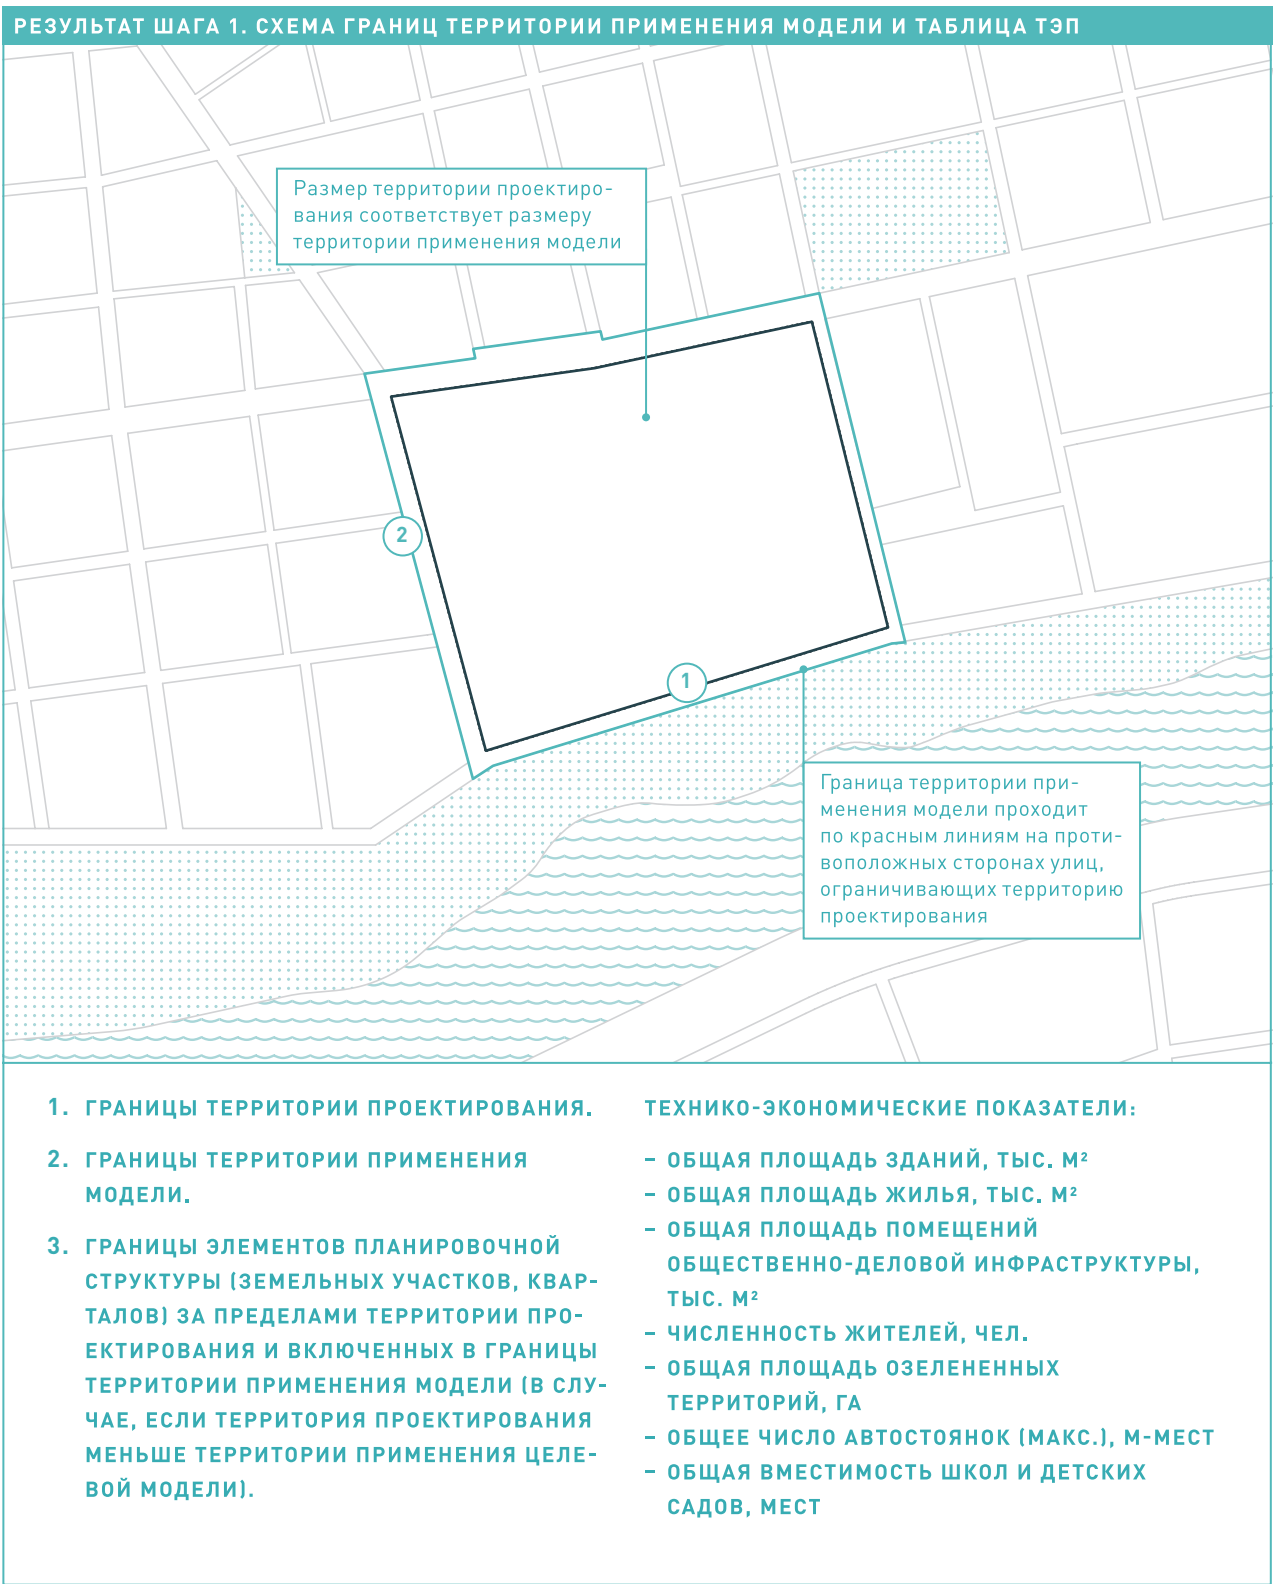 РЕЗУЛЬТАТ ШАГА 1. СХЕМА ГРАНИЦ ТЕРРИТОРИИ ПРИМЕНЕНИЯ МОДЕЛИ И ТАБЛИЦА ТЭП
Размер территории проектиро-
вания соответствует размеру
территории применения модели
2
1
Граница территории при-
менения модели проходит
по красным линиям на проти-
воположных сторонах улиц,
ограничивающих территорию
проектирования
1. ГРАНИЦЫ ТЕРРИТОРИИ ПРОЕКТИРОВАНИЯ.
2. ГРАНИЦЫ ТЕРРИТОРИИ ПРИМЕНЕНИЯ
МОДЕЛИ.
3. ГРАНИЦЫ ЭЛЕМЕНТОВ ПЛАНИРОВОЧНОЙ
СТРУКТУРЫ (ЗЕМЕЛЬНЫХ УЧАСТКОВ, КВАР-
ТАЛОВ) ЗА ПРЕДЕЛАМИ ТЕРРИТОРИИ ПРО-
ЕКТИРОВАНИЯ И ВКЛЮЧЕННЫХ В ГРАНИЦЫ
ТЕРРИТОРИИ ПРИМЕНЕНИЯ МОДЕЛИ (В СЛУ-
ЧАЕ, ЕСЛИ ТЕРРИТОРИЯ ПРОЕКТИРОВАНИЯ
МЕНЬШЕ ТЕРРИТОРИИ ПРИМЕНЕНИЯ ЦЕЛЕ-
ВОЙ МОДЕЛИ).
ТЕХНИКО-ЭКОНОМИЧЕСКИЕ ПОКАЗАТЕЛИ:
– ОБЩАЯ ПЛОЩАДЬ ЗДАНИЙ, ТЫС. М²
– ОБЩАЯ ПЛОЩАДЬ ЖИЛЬЯ, ТЫС. М²
– ОБЩАЯ ПЛОЩАДЬ ПОМЕЩЕНИЙ
ОБЩЕСТВЕННО-ДЕЛОВОЙ ИНФРАСТРУКТУРЫ,
ТЫС. М²
– ЧИСЛЕННОСТЬ ЖИТЕЛЕЙ, ЧЕЛ.
– ОБЩАЯ ПЛОЩАДЬ ОЗЕЛЕНЕННЫХ
ТЕРРИТОРИЙ, ГА
– ОБЩЕЕ ЧИСЛО АВТОСТОЯНОК (МАКС.), М-МЕСТ
– ОБЩАЯ ВМЕСТИМОСТЬ ШКОЛ И ДЕТСКИХ
САДОВ, МЕСТ